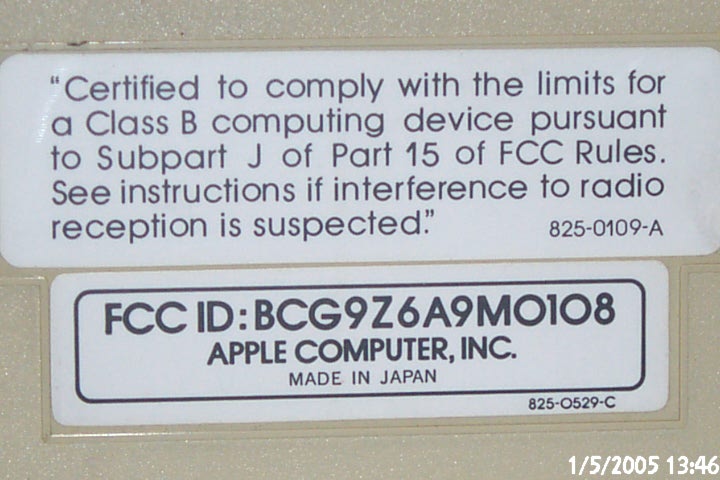 “Certified to comply with the limits for
a Class B computing device pursuant
to Subpart J of Part 15 of FCC Rules.
See instructions if interference to radio
reception is suspected.”
825-0109-A
FCC ID: BCG9Z6A9M0108
APPLE COMPUTER, INC.
MADE IN JAPAN
825-0529-C
1/5/2005 13:46